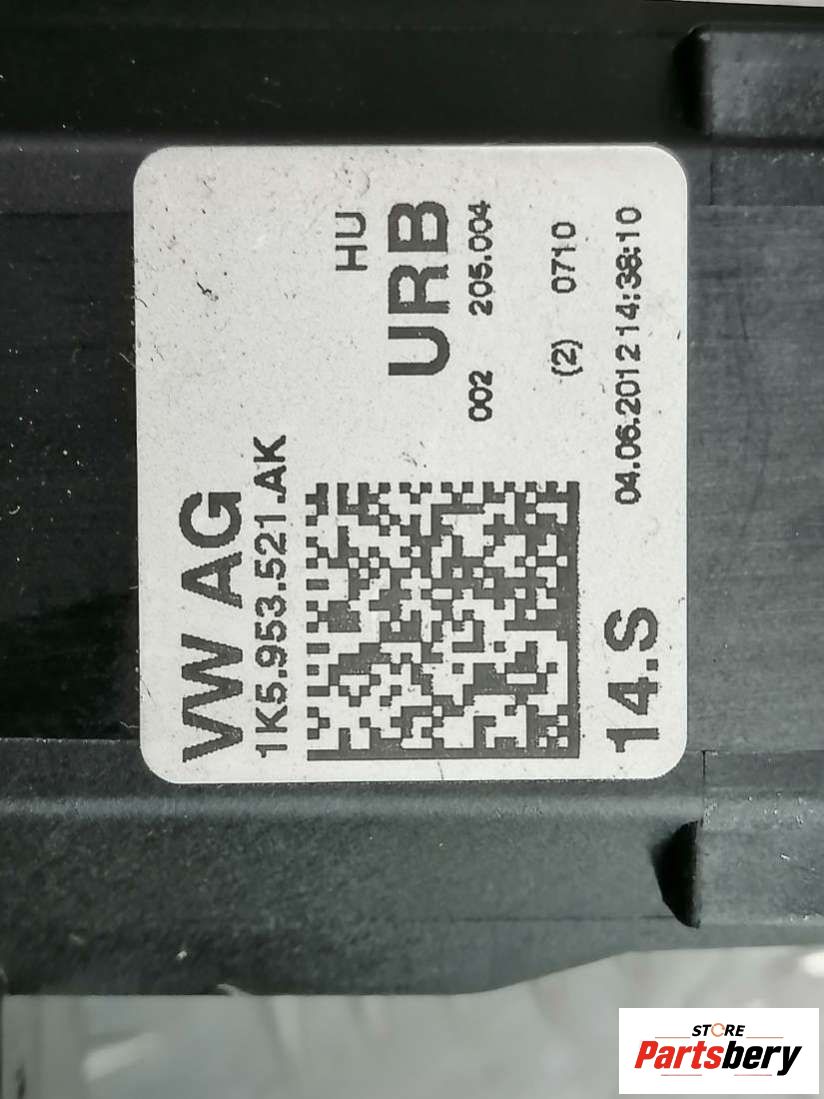 VW AG
HU
1K5.953.521.AK
URB
002 205.004
(2) 0710
14.S
04.06.2012 14:38:10
STORE
Partsbery